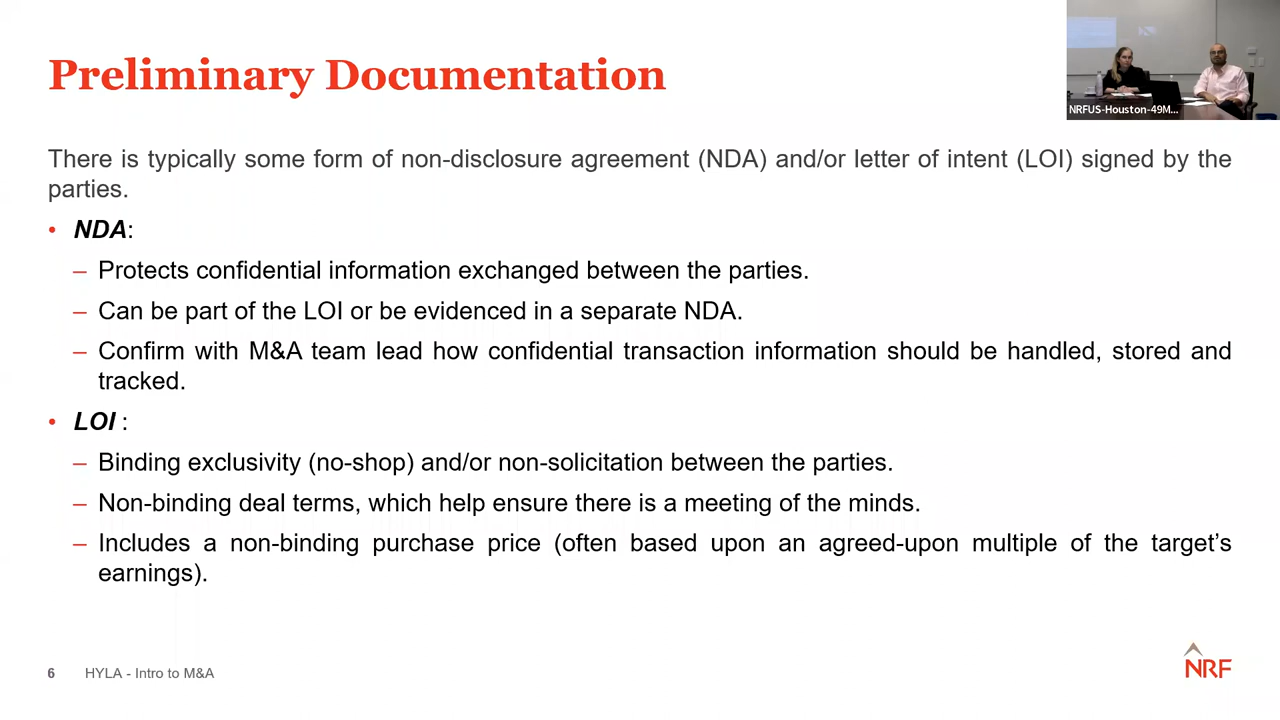 Preliminary Documentation
NRFUS-Houston-49M...
There is typically some form of non-disclosure agreement (NDA) and/or letter of intent (LOI) signed by the
parties.
• NDA:
– Protects confidential information exchanged between the parties.
– Can be part of the LOI or be evidenced in a separate NDA.
– Confirm with M&A team lead how confidential transaction information should be handled, stored and
tracked.
• LOI :
– Binding exclusivity (no-shop) and/or non-solicitation between the parties.
– Non-binding deal terms, which help ensure there is a meeting of the minds.
– Includes a non-binding purchase price (often based upon an agreed-upon multiple of the target’s
earnings).
6 HYLA - Intro to M&A
NRF